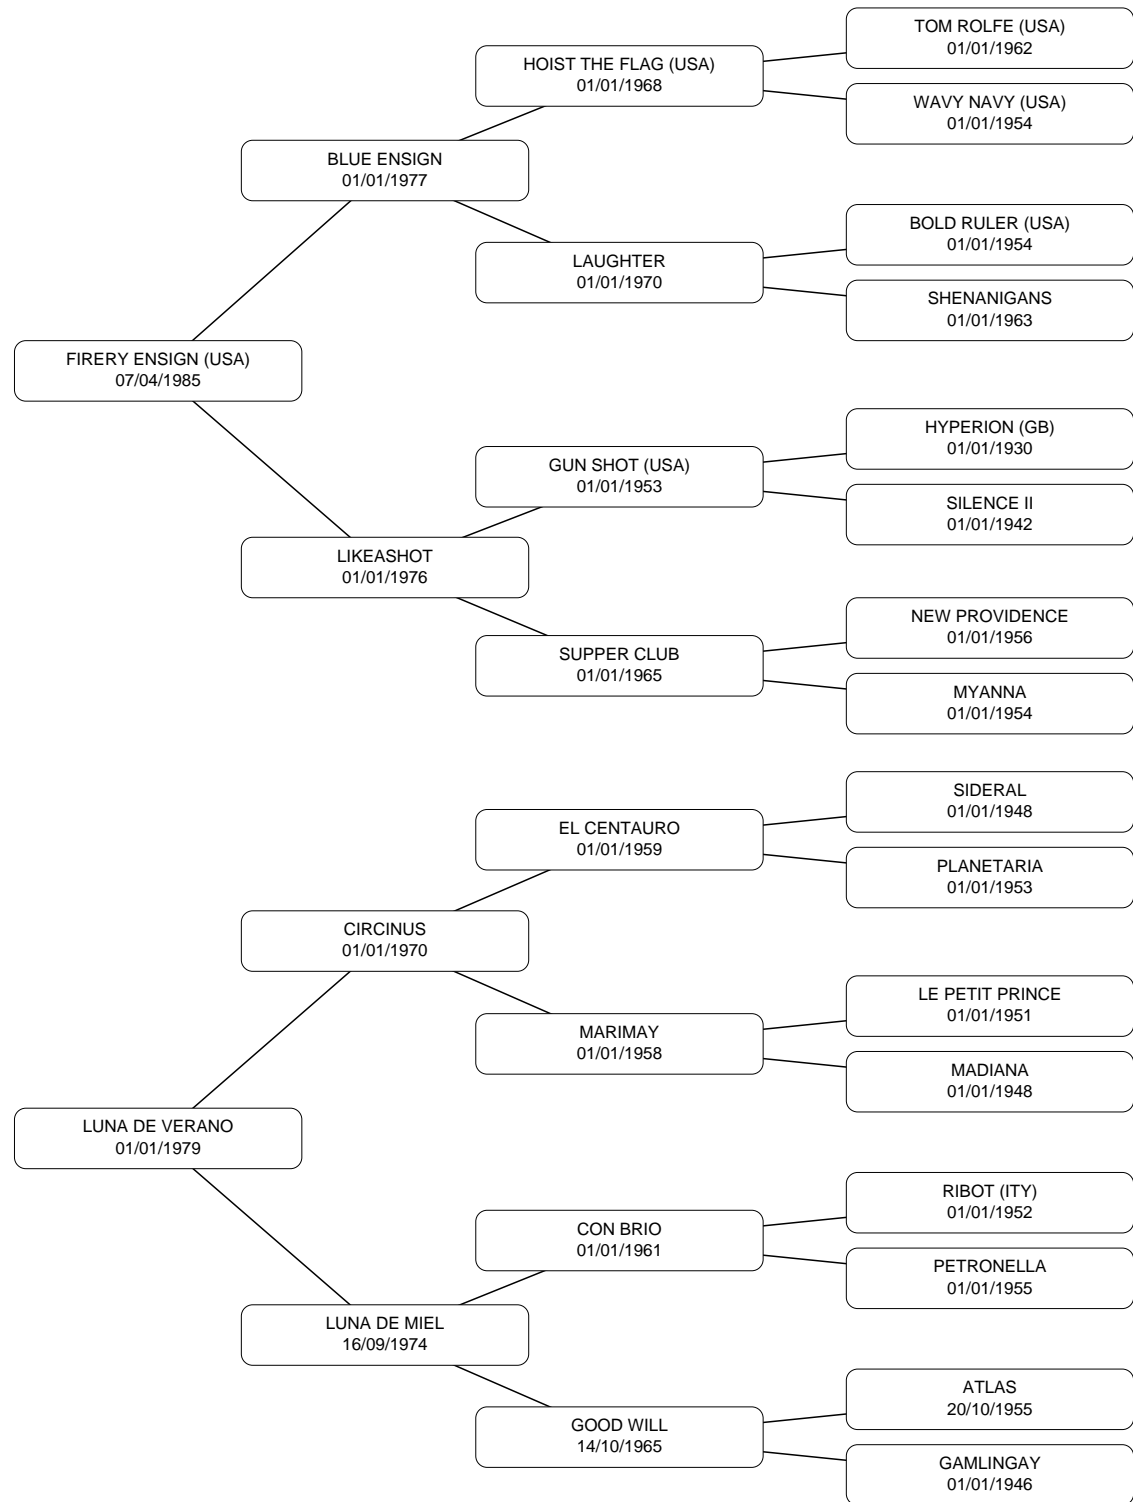 TOM ROLFE (USA)
01/01/1962
HOIST THE FLAG (USA)
01/01/1968
WAVY NAVY (USA)
01/01/1954
BLUE ENSIGN
01/01/1977
BOLD RULER (USA)
01/01/1954
LAUGHTER
01/01/1970
SHENANIGANS
01/01/1963
FIRERY ENSIGN (USA)
07/04/1985
HYPERION (GB)
01/01/1930
GUN SHOT (USA)
01/01/1953
SILENCE II
01/01/1942
LIKEASHOT
01/01/1976
NEW PROVIDENCE
01/01/1956
SUPPER CLUB
01/01/1965
MYANNA
01/01/1954
SIDERAL
01/01/1948
EL CENTAURO
01/01/1959
PLANETARIA
01/01/1953
CIRCINUS
01/01/1970
LE PETIT PRINCE
01/01/1951
MARIMAY
01/01/1958
MADIANA
01/01/1948
LUNA DE VERANO
01/01/1979
RIBOT (ITY)
01/01/1952
CON BRIO
01/01/1961
PETRONELLA
01/01/1955
LUNA DE MIEL
16/09/1974
ATLAS
20/10/1955
GOOD WILL
14/10/1965
GAMLINGAY
01/01/1946